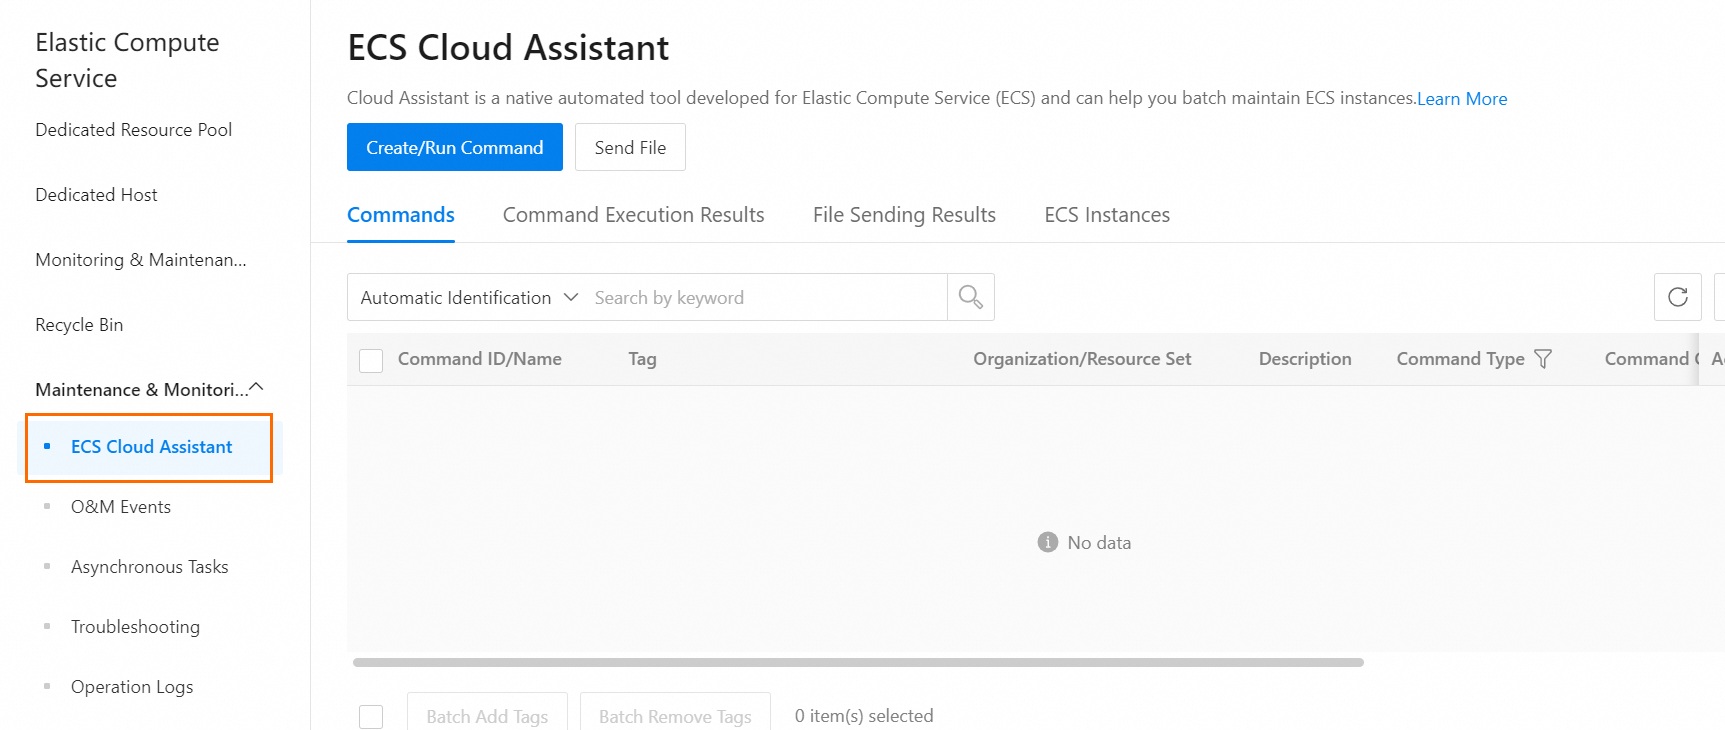 Elastic Compute
Service
Dedicated Resource Pool
Dedicated Host
Monitoring & Maintenan...
Recycle Bin
Maintenance & Monitori...
ECS Cloud Assistant
O&M Events
Asynchronous Tasks
Troubleshooting
Operation Logs
ECS Cloud Assistant
Cloud Assistant is a native automated tool developed for Elastic Compute Service (ECS) and can help you batch maintain ECS instances.Learn More
Create/Run Command Send File
Commands Command Execution Results File Sending Results ECS Instances
Automatic Identification Search by keyword
Command ID/Name Tag Organization/Resource Set Description Command Type Command
No data
Batch Add Tags Batch Remove Tags 0 item(s) selected